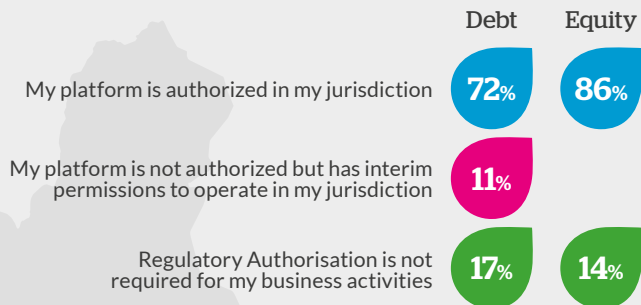 Debt Equity
My platform is authorized in my jurisdiction 72% 86%
My platform is not authorized but has interim
permissions to operate in my jurisdiction 11%
Regulatory Authorisation is not
required for my business activities 17% 14%